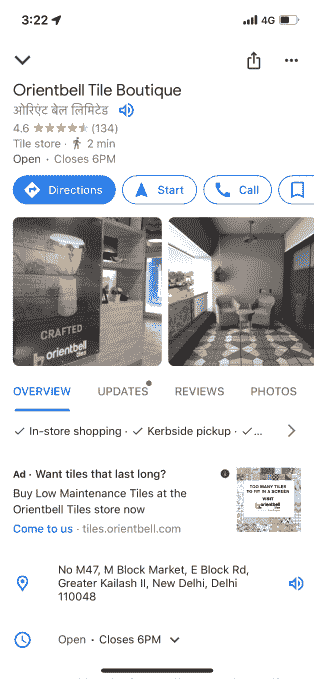 3:22
4G
Orientbell Tile Boutique
ओरिएंट बेल लिमिटेड
4.6 (134)
Tile store · 2 min
Open · Closes 6PM
Directions
Start
Call
CRAFTED
orientbell
tiles
OVERVIEW
UPDATES
REVIEWS
PHOTOS
In-store shopping · Kerbside pickup · ...
Ad · Want tiles that last long?
Buy Low Maintenance Tiles at the
Orientbell Tiles store now
Come to us · tiles.orientbell.com
TOO MANY TILES
TO FIT IN A SCREEN
VISIT
orientbell
tiles
No M47, M Block Market, E Block Rd,
Greater Kailash II, New Delhi, Delhi
110048
Open · Closes 6PM